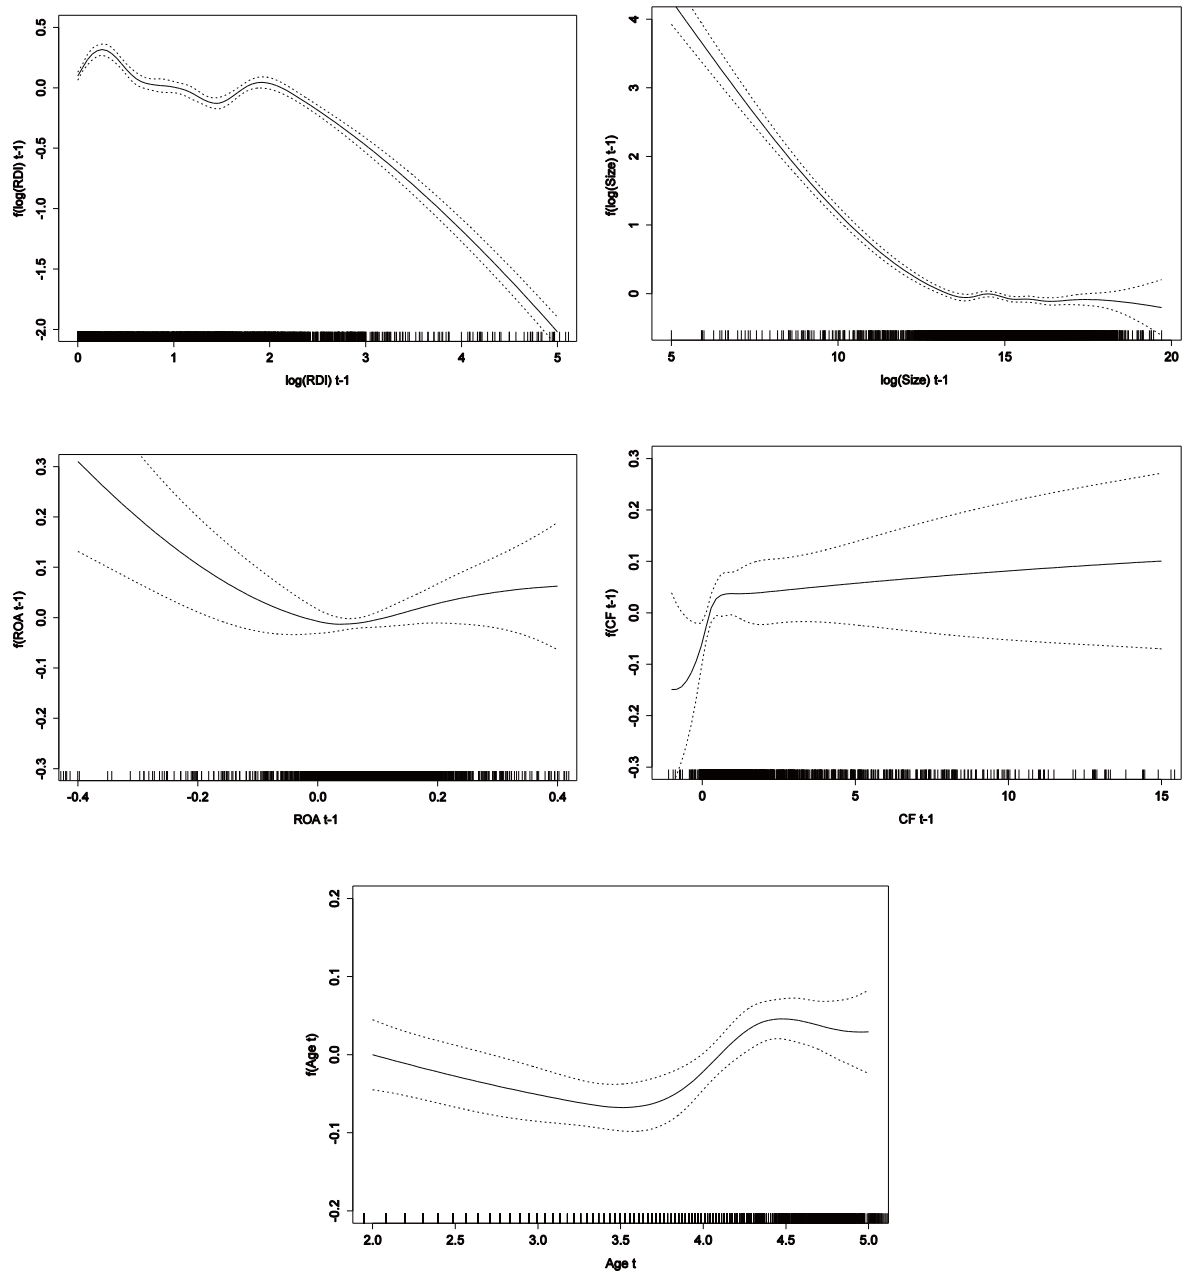 0.5
0.0
-0.5
-1.0
-1.5
-2.0
f(log(RDI) t-1)
0 1 2 3 4 5
log(RDI) t-1
4
3
2
1
0
f(log(Size) t-1)
5 10 15 20
log(Size) t-1
0.3
0.2
0.1
0.0
-0.1
-0.2
-0.3
f(ROA t-1)
-0.4 -0.2 0.0 0.2 0.4
ROA t-1
0.3
0.2
0.1
0.0
-0.1
-0.2
-0.3
f(CF t-1)
0 5 10 15
CF t-1
0.2
0.1
0.0
-0.1
-0.2
f(Age t)
2.0 2.5 3.0 3.5 4.0 4.5 5.0
Age t